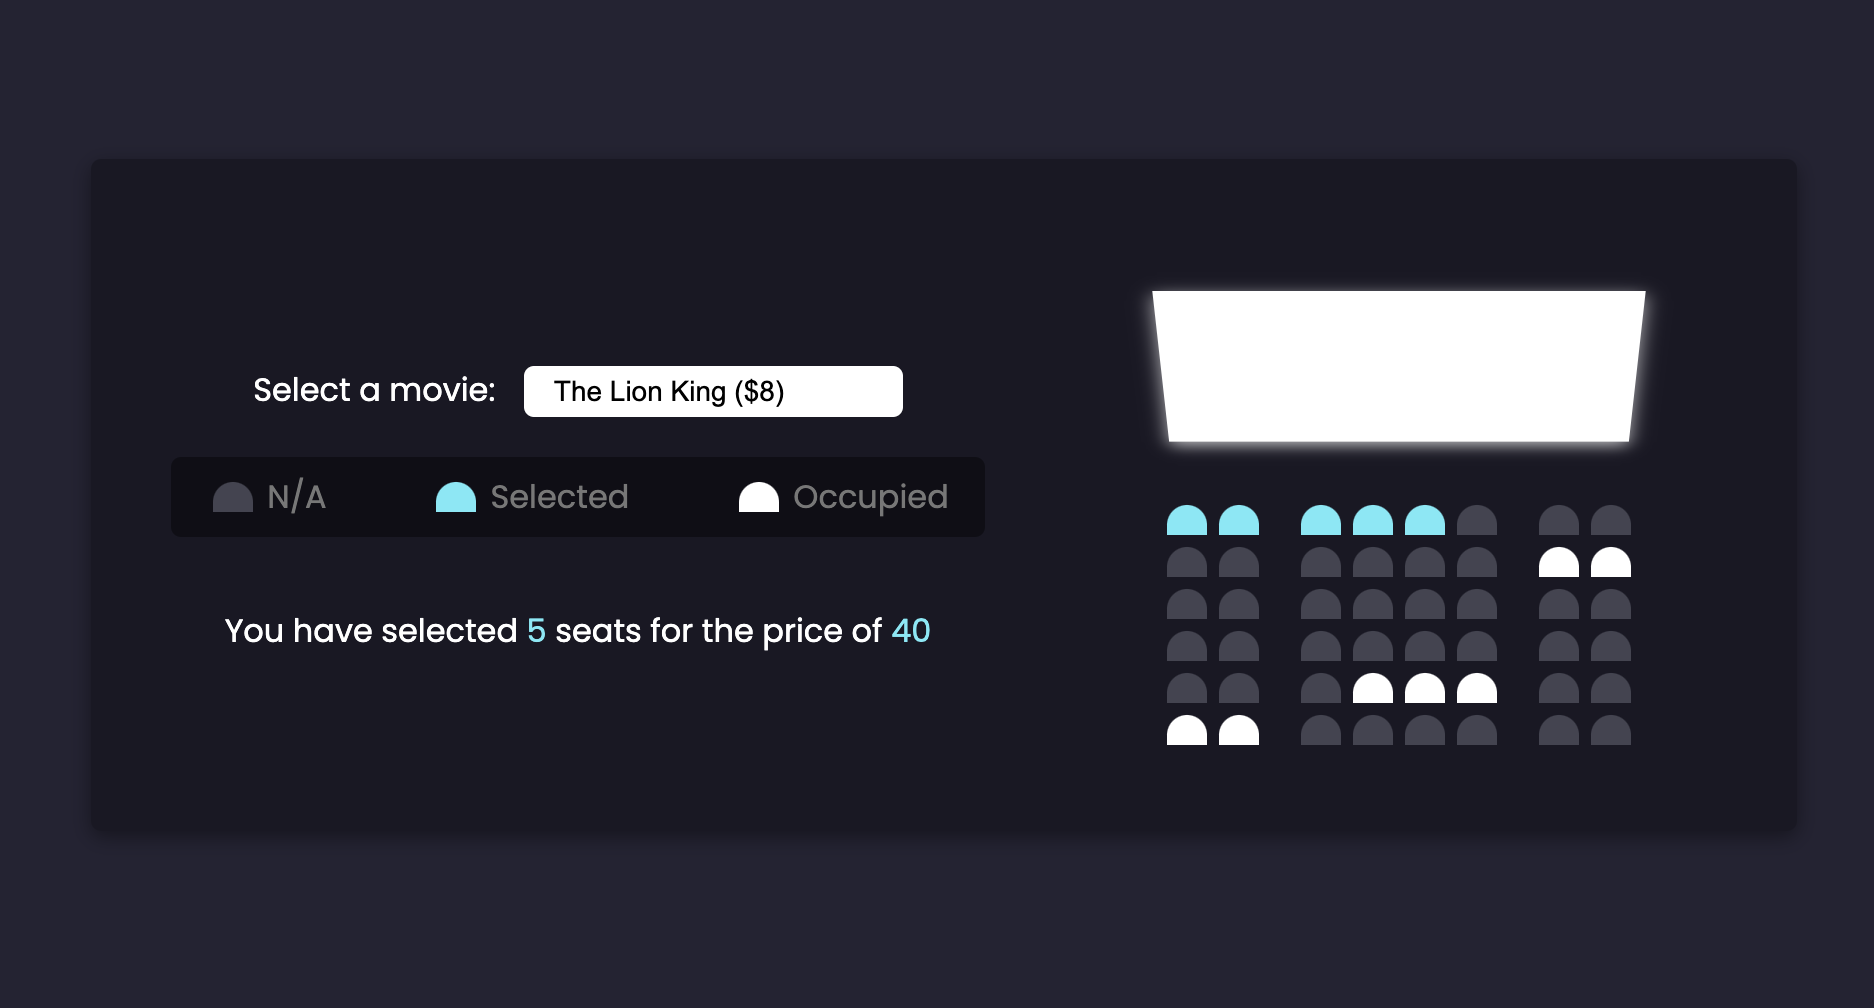 Select a movie: The Lion King ($8)
N/A Selected Occupied
You have selected 5 seats for the price of 40